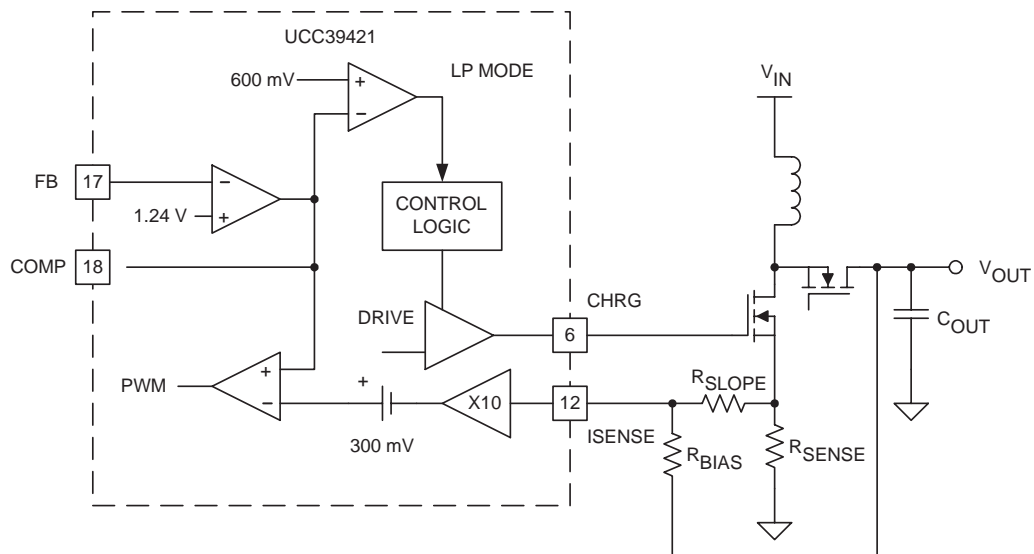 UCC39421
LP MODE
600 mV
+
−
VIN
FB
17
−
1.24 V
+
CONTROL
LOGIC
COMP
18
VOUT
DRIVE
CHRG
6
COUT
PWM
+
−
+
300 mV
X10
12
ISENSE
RSLOPE
RBIAS
RSENSE